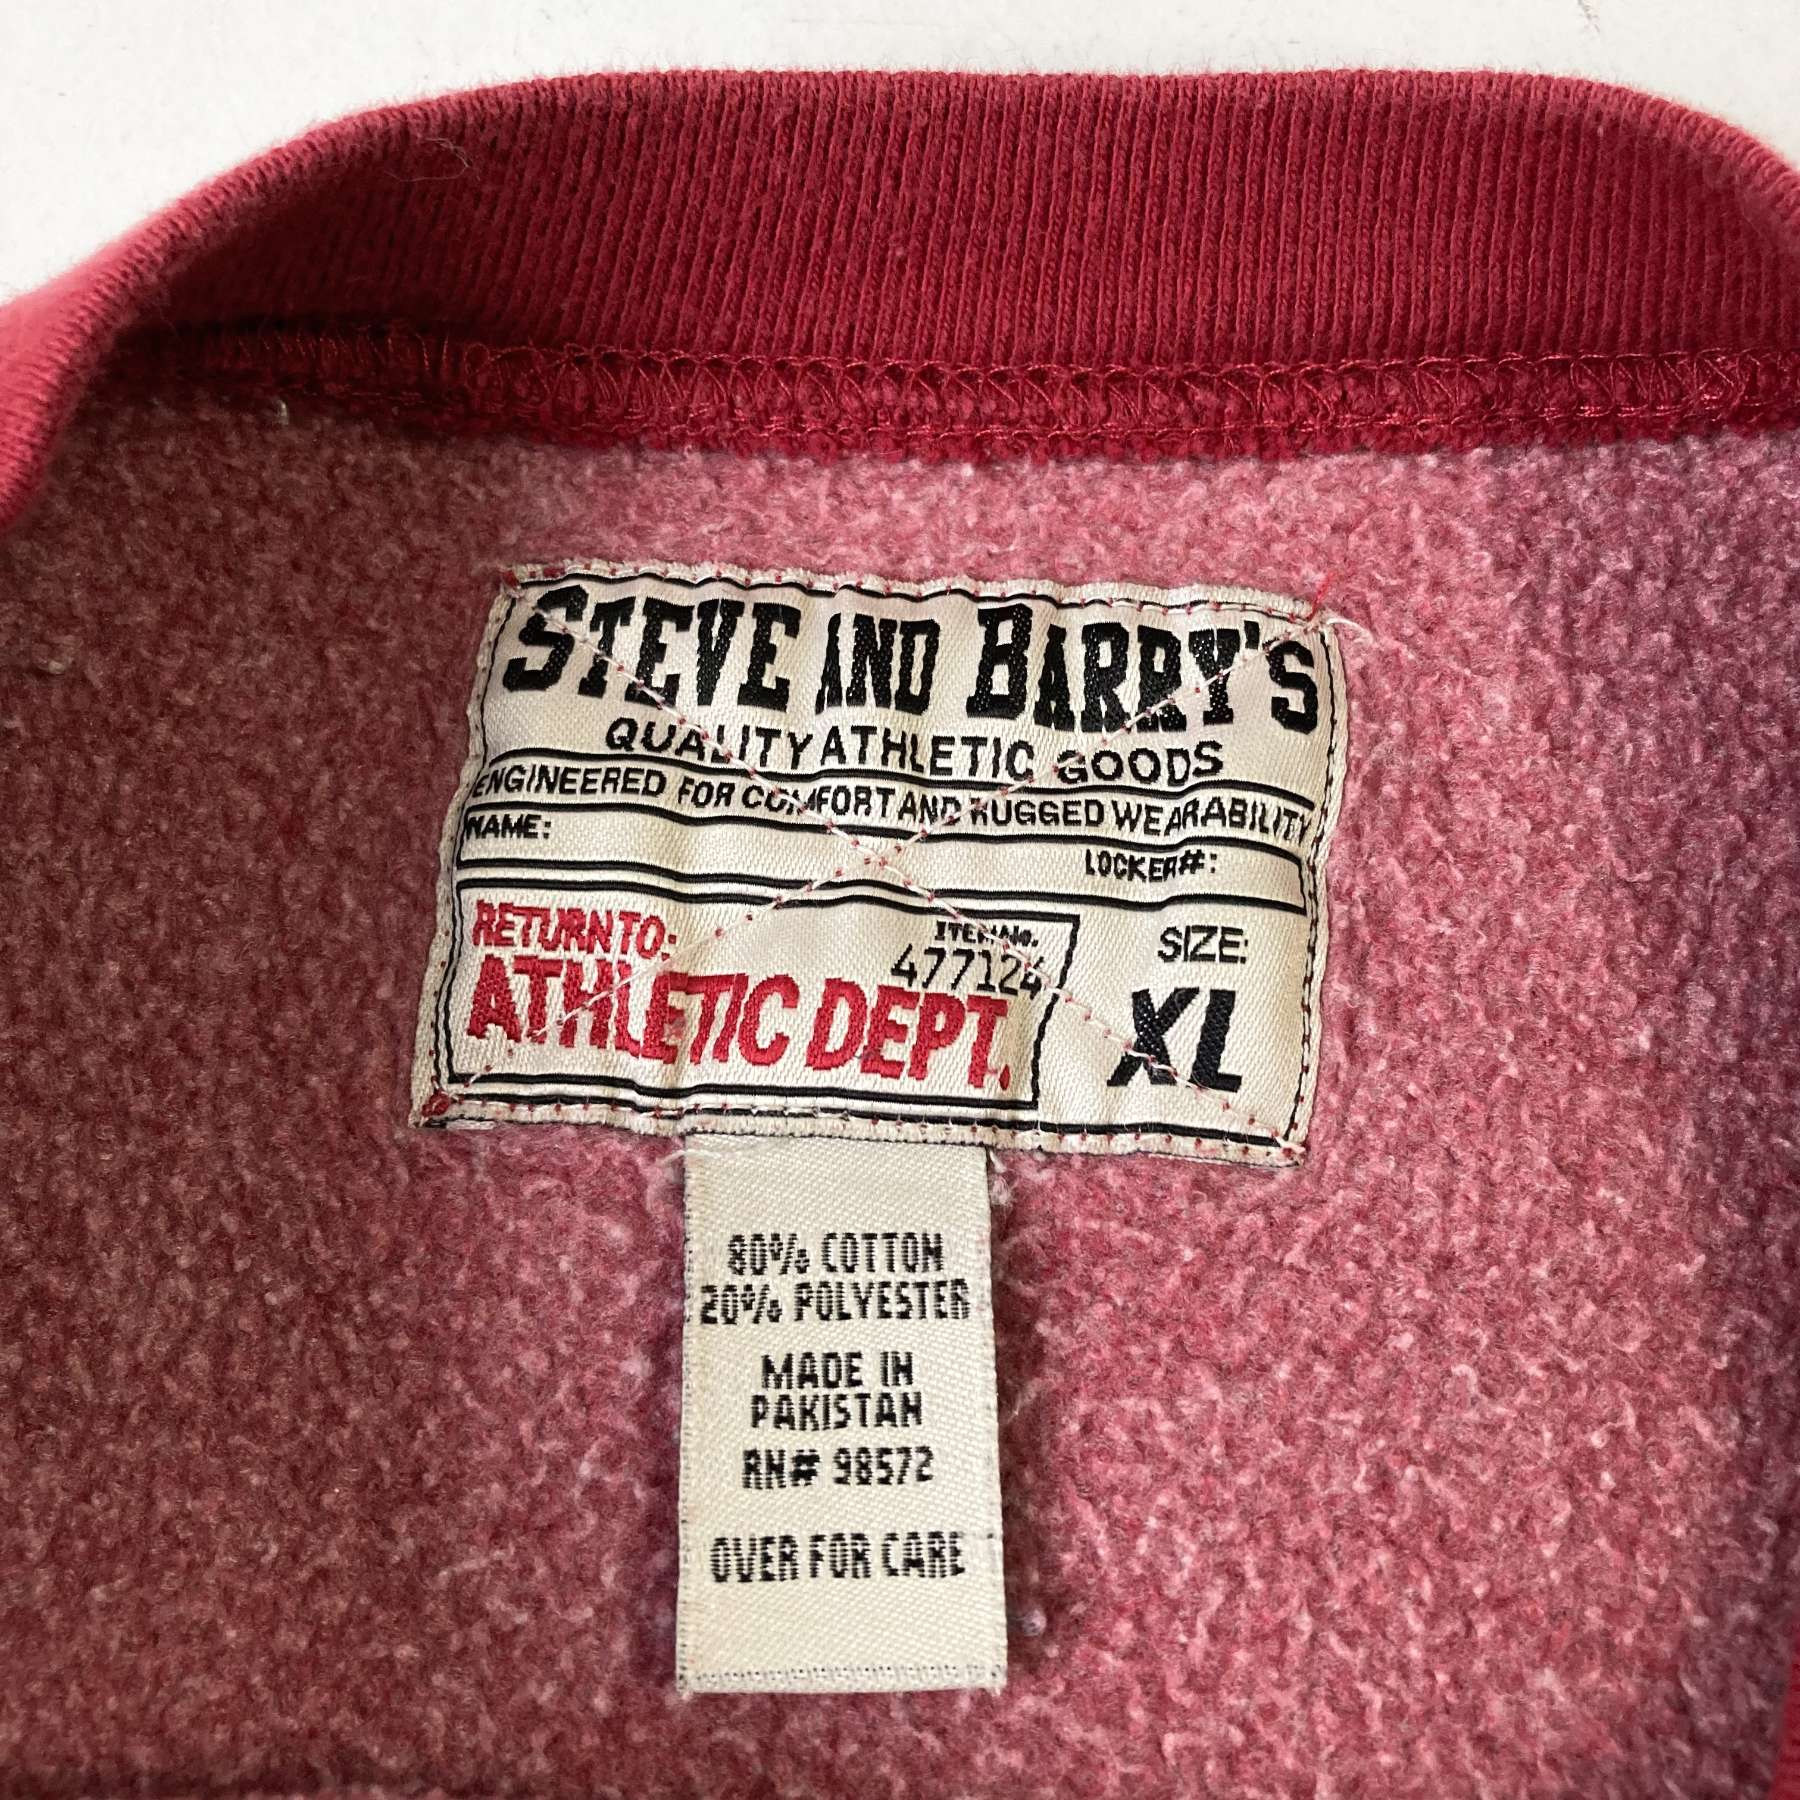 STEVE AND BARRY'S
QUALITY ATHLETIC GOODS
ENGINEERED FOR COMFORT AND RUGGED WEARABILITY
NAME:
LOCKER#:
RETURN TO:
ITEM No.
477124
ATHLETIC DEPT.
SIZE:
XL
80% COTTON
20% POLYESTER
MADE IN
PAKISTAN
RN# 98572
OVER FOR CARE